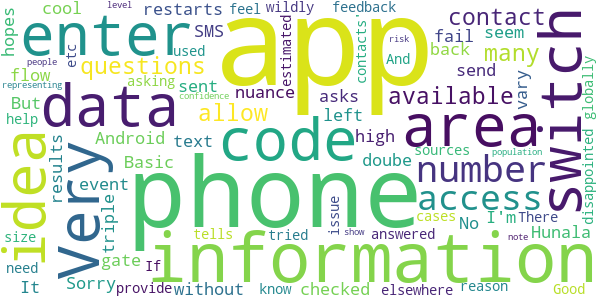 cool
restarts
SMS
feel
wildly
feedback
level
hopes
enter
app
estimated
contacts'
risk
contact
fail
seem
etc
people
questions
used
And
back
many
flow
asking
sent
nuance
asks
available
send
vary
switch
globally
representing
confidence
But
data
allow
left
area
help
Android
text
code
high
sources
disappointed
idea
Very
results
Basic
doube
number
population
event
triple
phone
issue
cases
No
I'm
There
size
gate
tells
tried
answered
access
Hunala
need
If
information
show
note
It
Sorry
provide
without
know
checked
elsewhere
reason
Good